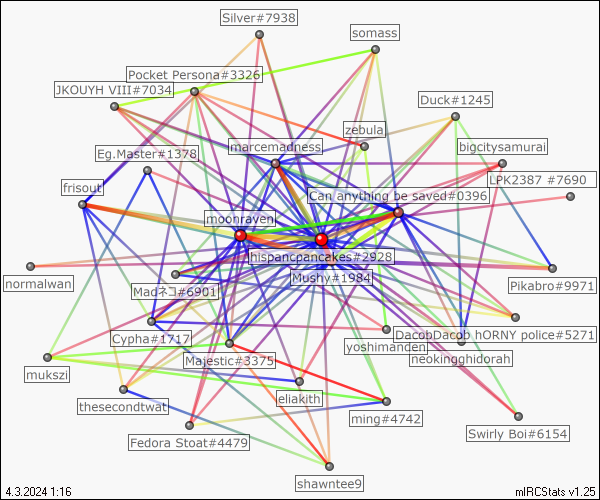 Silver#7938
somass
Pocket Persona#3326
JKOUYH VIII#7034
Duck#1245
zebula
marcemadness
bigcitysamurai
Eg.Master#1378
LPK2387 #7690
frisout
Can anything be saved#0396
moonraven
hispancpancakes#2928
Mushy#1984
normalwan
Madネコ#6901
Pikabro#9971
Cypha#1717
DacobDacob hORNY police#5271
yoshimanden
neokingghidorah
Majestic#3375
mukszi
eliakith
thesecondtwat
ming#4742
Fedora Stoat#4479
Swirly Boi#6154
shawntee9
4.3.2024 1:16
mIRCStats v1.25